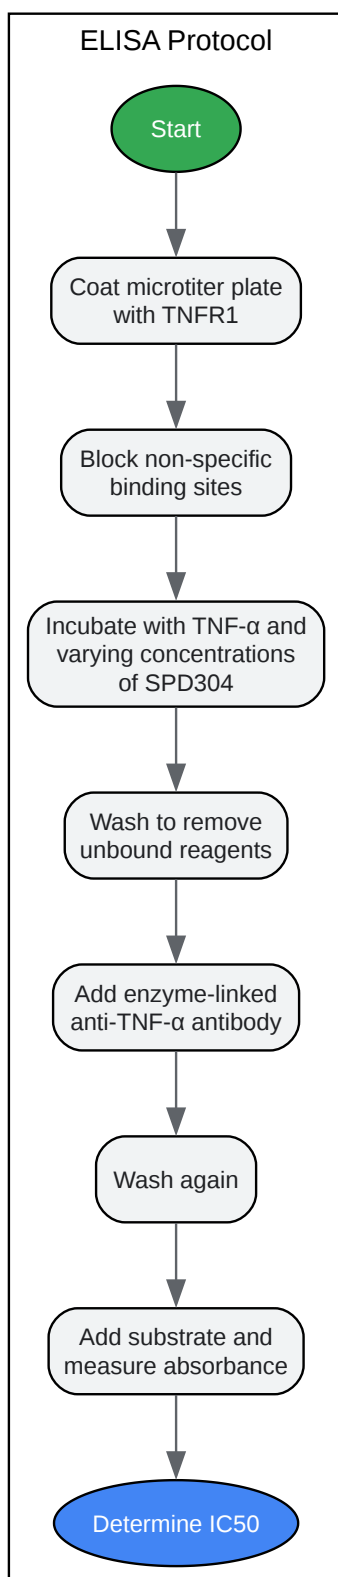 ELISA Protocol
Start
Coat microtiter plate
with TNFR1
Block non-specific
binding sites
Incubate with TNF-α and
varying concentrations
of SPD304
Wash to remove
unbound reagents
Add enzyme-linked
anti-TNF-α antibody
Wash again
Add substrate and
measure absorbance
Determine IC50